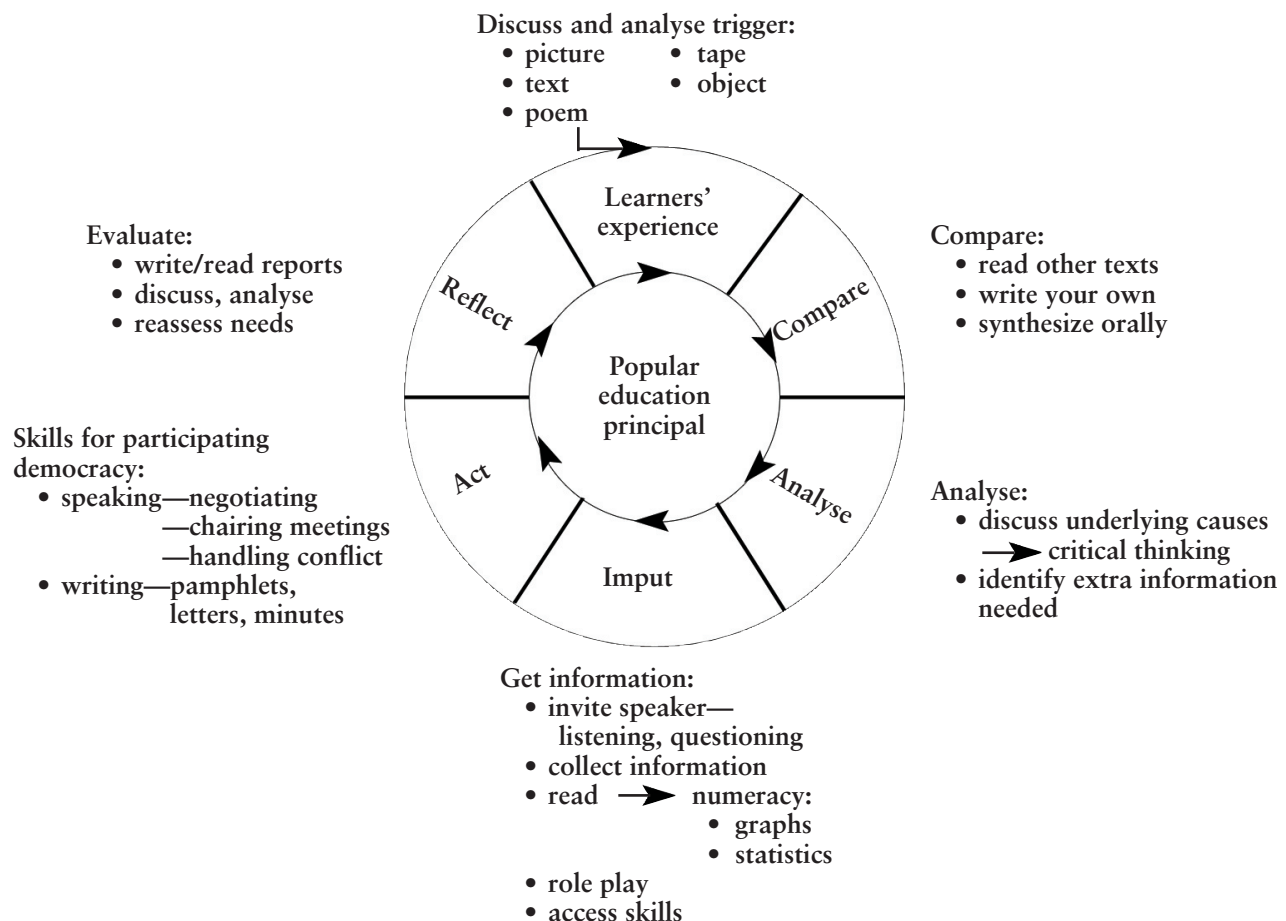 Discuss and analyse trigger:
• picture • tape
• text • object
• poem
Learners’
experience
Compare
Analyse
Imput
Act
Reflect
Popular
education
principal
Compare:
• read other texts
• write your own
• synthesize orally
Analyse:
• discuss underlying causes
critical thinking
• identify extra information
needed
Get information:
• invite speaker—
listening, questioning
• collect information
• read numeracy:
• graphs
• statistics
• role play
• access skills
Skills for participating
democracy:
• speaking—negotiating
—chairing meetings
—handling conflict
• writing—pamphlets,
letters, minutes
Evaluate:
• write/read reports
• discuss, analyse
• reassess needs